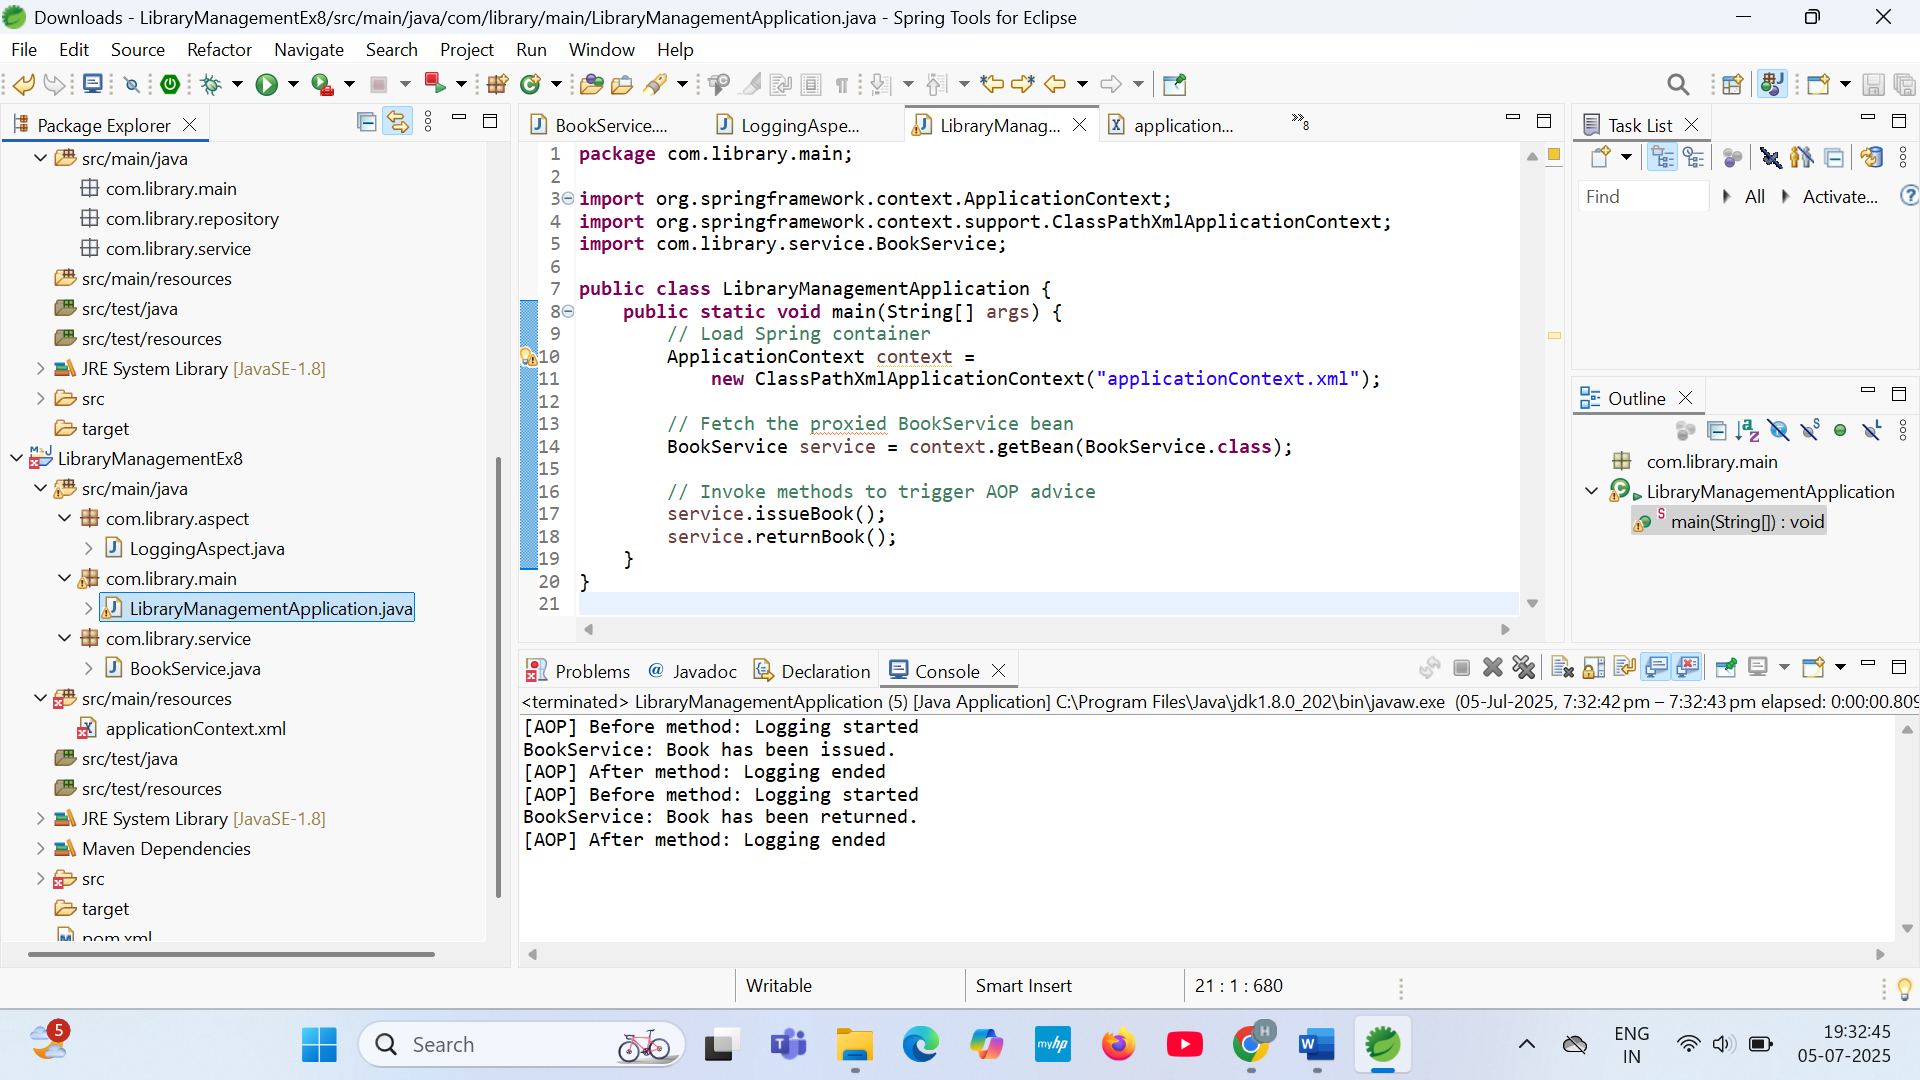 Downloads - LibraryManagementEx8/src/main/java/com/library/main/LibraryManagementApplication.java - Spring Tools for Eclipse
File Edit Source Refactor Navigate Search Project Run Window Help
Package Explorer
src/main/java
com.library.main
com.library.repository
com.library.service
src/main/resources
src/test/java
src/test/resources
JRE System Library [JavaSE-1.8]
src
target
LibraryManagementEx8
src/main/java
com.library.aspect
LoggingAspect.java
com.library.main
LibraryManagementApplication.java
com.library.service
BookService.java
src/main/resources
applicationContext.xml
src/test/java
src/test/resources
JRE System Library [JavaSE-1.8]
Maven Dependencies
src
target
pom.xml
BookService.... LoggingAspe... LibraryManag... application... »8
1 package com.library.main;
2
3 import org.springframework.context.ApplicationContext;
4 import org.springframework.context.support.ClassPathXmlApplicationContext;
5 import com.library.service.BookService;
6
7 public class LibraryManagementApplication {
8 public static void main(String[] args) {
9 // Load Spring container
10 ApplicationContext context =
11 new ClassPathXmlApplicationContext("applicationContext.xml");
12
13 // Fetch the proxied BookService bean
14 BookService service = context.getBean(BookService.class);
15
16 // Invoke methods to trigger AOP advice
17 service.issueBook();
18 service.returnBook();
19 }
20 }
21
Task List
Find All Activate...
Outline
com.library.main
LibraryManagementApplication
main(String[]) : void
Problems Javadoc Declaration Console
<terminated> LibraryManagementApplication (5) [Java Application] C:\Program Files\Java\jdk1.8.0_202\bin\javaw.exe (05-Jul-2025, 7:32:42 pm – 7:32:43 pm elapsed: 0:00:00.809
[AOP] Before method: Logging started
BookService: Book has been issued.
[AOP] After method: Logging ended
[AOP] Before method: Logging started
BookService: Book has been returned.
[AOP] After method: Logging ended
Writable Smart Insert 21 : 1 : 680
5
Search
myhp
H
ENG
IN
19:32:45
05-07-2025